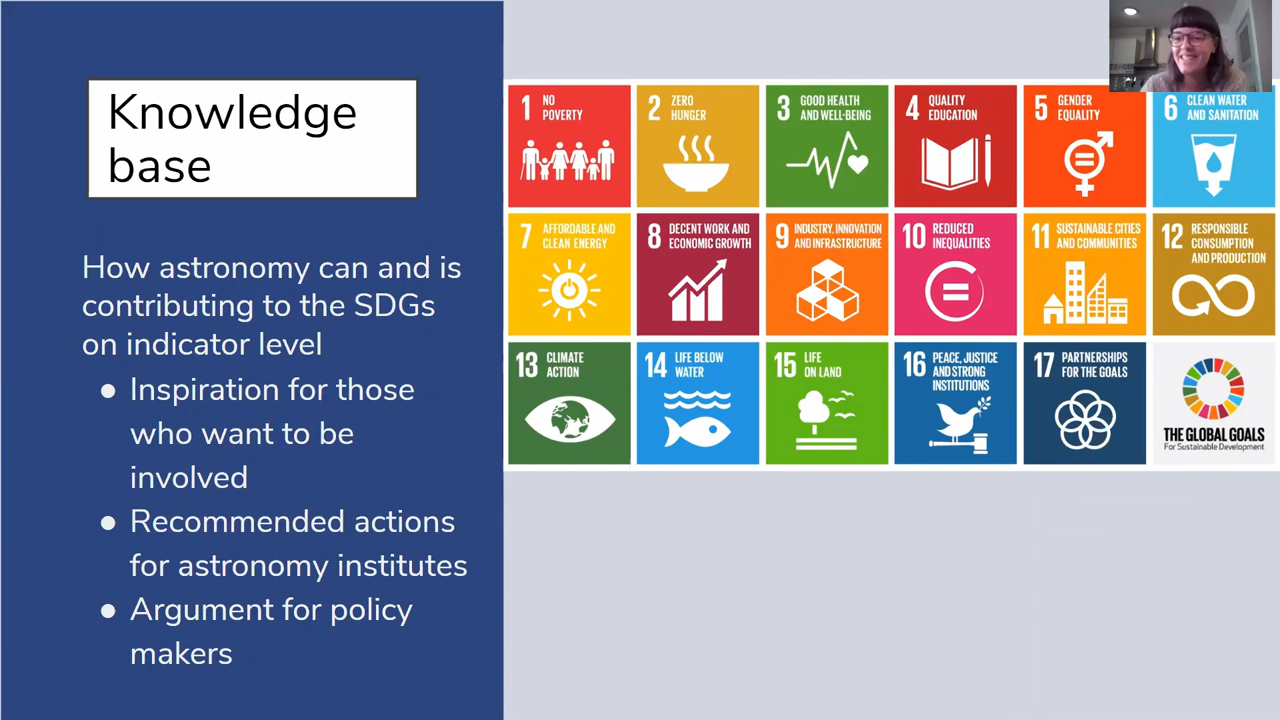 Knowledge
base
How astronomy can and is
contributing to the SDGs
on indicator level
● Inspiration for those
who want to be
involved
● Recommended actions
for astronomy institutes
● Argument for policy
makers
1 NO
POVERTY
2 ZERO
HUNGER
3 GOOD HEALTH
AND WELL-BEING
4 QUALITY
EDUCATION
5 GENDER
EQUALITY
6 CLEAN WATER
AND SANITATION
7 AFFORDABLE AND
CLEAN ENERGY
8 DECENT WORK AND
ECONOMIC GROWTH
9 INDUSTRY, INNOVATION
AND INFRASTRUCTURE
10 REDUCED
INEQUALITIES
11 SUSTAINABLE CITIES
AND COMMUNITIES
12 RESPONSIBLE
CONSUMPTION
AND PRODUCTION
13 CLIMATE
ACTION
14 LIFE BELOW
WATER
15 LIFE
ON LAND
16 PEACE, JUSTICE
AND STRONG
INSTITUTIONS
17 PARTNERSHIPS
FOR THE GOALS
THE GLOBAL GOALS
For Sustainable Development